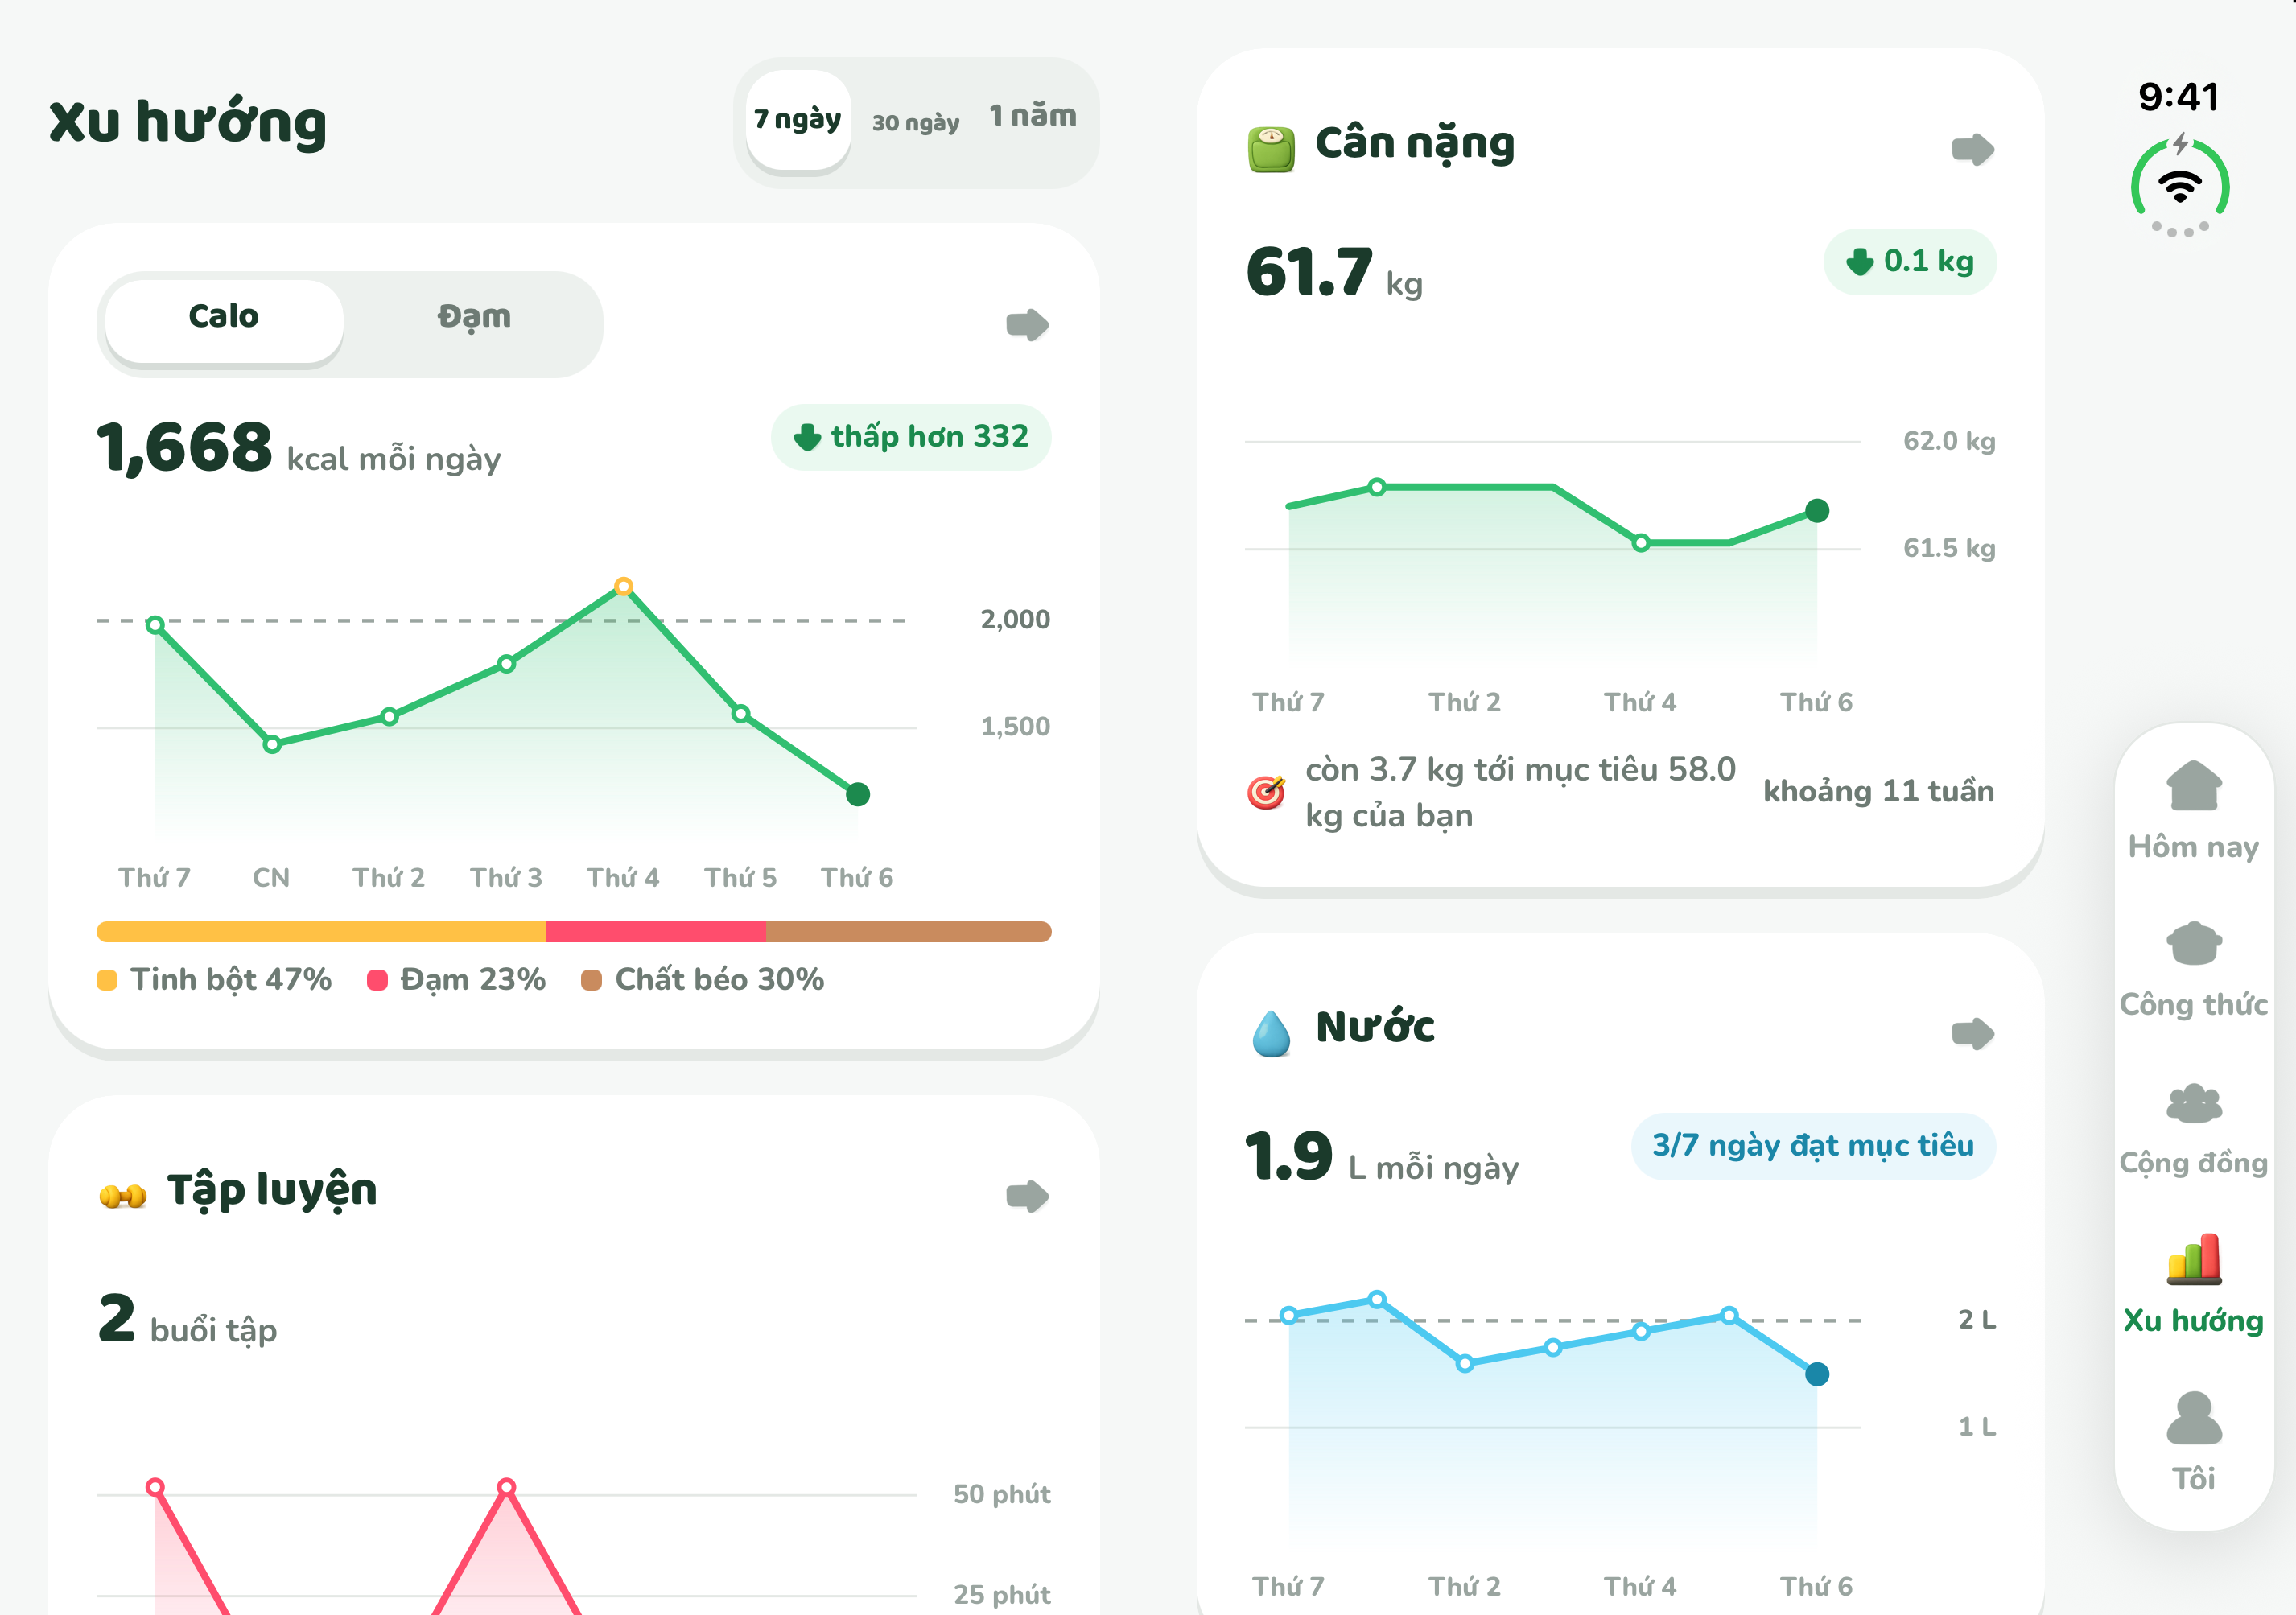 Xu hướng
7 ngày
30 ngày
1 năm
Calo
Đạm
1,668 kcal mỗi ngày
thấp hơn 332
2,000
1,500
Thứ 7
CN
Thứ 2
Thứ 3
Thứ 4
Thứ 5
Thứ 6
Tinh bột 47%
Đạm 23%
Chất béo 30%
Tập luyện
2 buổi tập
50 phút
25 phút
Cân nặng
61.7 kg
0.1 kg
62.0 kg
61.5 kg
Thứ 7
Thứ 2
Thứ 4
Thứ 6
còn 3.7 kg tới mục tiêu 58.0
kg của bạn
khoảng 11 tuần
Nước
1.9 L mỗi ngày
3/7 ngày đạt mục tiêu
2 L
1 L
Thứ 7
Thứ 2
Thứ 4
Thứ 6
9:41
Hôm nay
Công thức
Cộng đồng
Xu hướng
Tôi